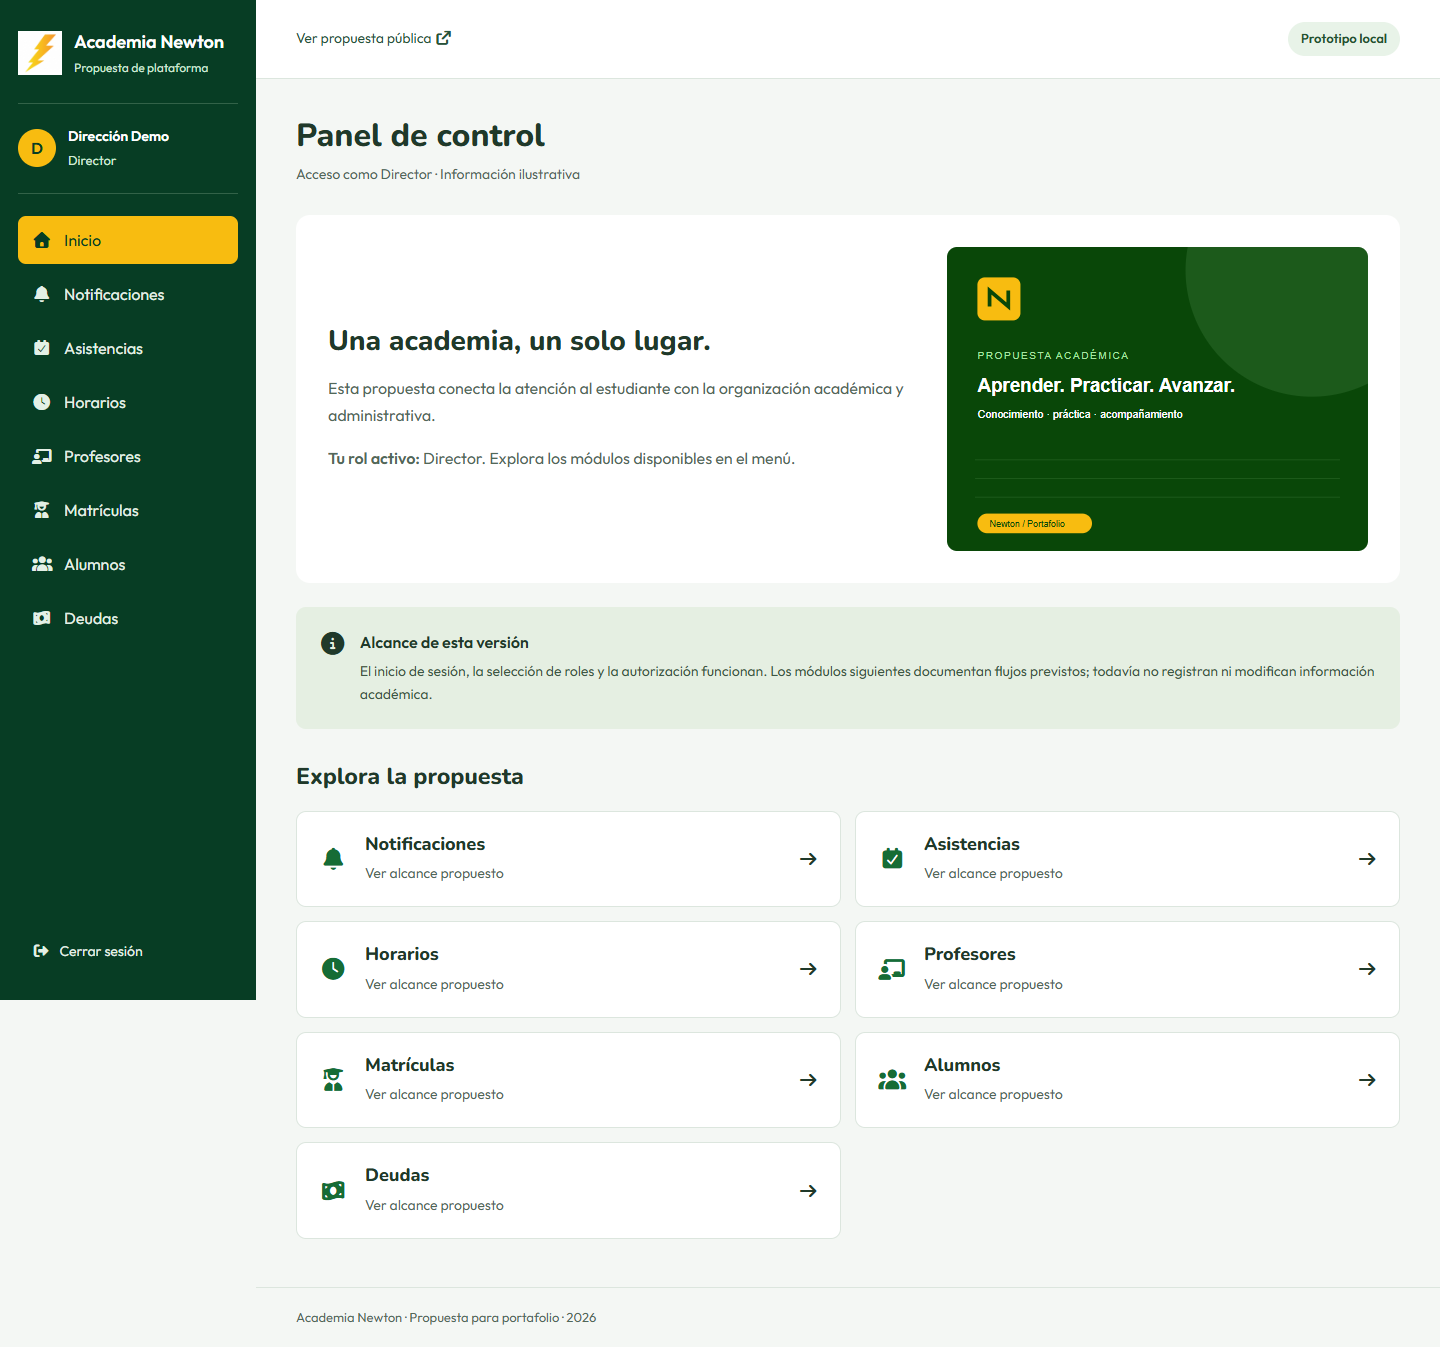 Academia Newton
Propuesta de plataforma
D
Dirección Demo
Director
Inicio
Notificaciones
Asistencias
Horarios
Profesores
Matrículas
Alumnos
Deudas
Cerrar sesión
Ver propuesta pública
Prototipo local
Panel de control
Acceso como Director · Información ilustrativa
Una academia, un solo lugar.
Esta propuesta conecta la atención al estudiante con la organización académica y
administrativa.
Tu rol activo: Director. Explora los módulos disponibles en el menú.
N
PROPUESTA ACADÉMICA
Aprender. Practicar. Avanzar.
Conocimiento · práctica · acompañamiento
Newton / Portafolio
Alcance de esta versión
El inicio de sesión, la selección de roles y la autorización funcionan. Los módulos siguientes documentan flujos previstos; todavía no registran ni modifican información
académica.
Explora la propuesta
Notificaciones
Ver alcance propuesto
Asistencias
Ver alcance propuesto
Horarios
Ver alcance propuesto
Profesores
Ver alcance propuesto
Matrículas
Ver alcance propuesto
Alumnos
Ver alcance propuesto
Deudas
Ver alcance propuesto
Academia Newton · Propuesta para portafolio · 2026